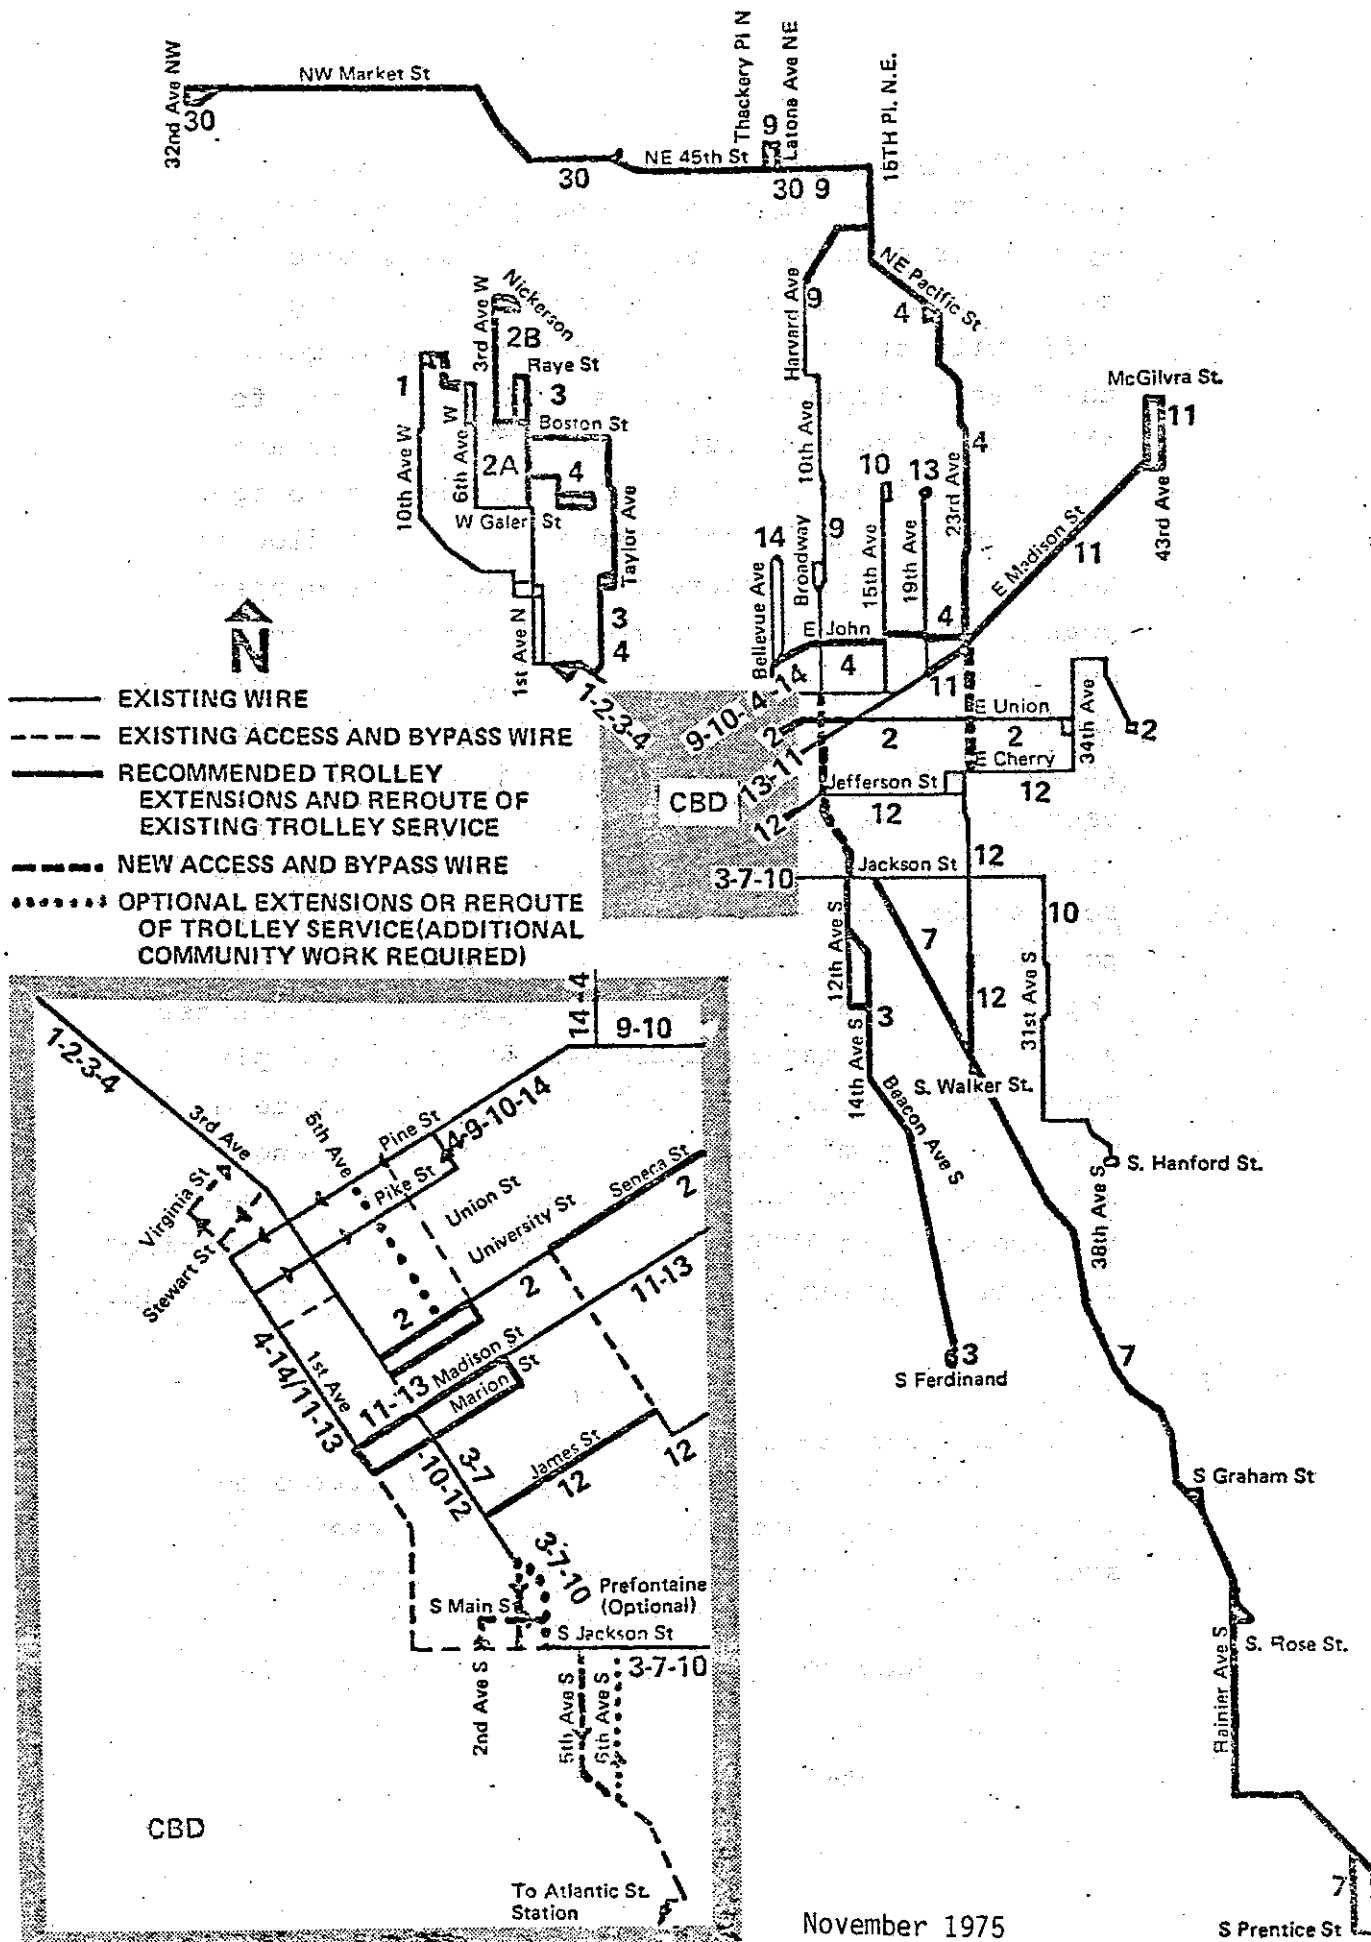 32nd Ave NW
NW Market St
30
30
NE 45th St
Thackery Pl N
9
Latona Ave NE
30 9
15TH Pl. N.E.
NE Pacific St
4
Harvard Ave
9
3rd Ave W
Nickerson
2B
Raye St
3
1
6th Ave W
Boston St
2A
4
10th Ave W
W Galer St
Taylor Ave
3
4
1st Ave N
1-2-3-4
McGilvra St.
11
43rd Ave
E Madison St
11
10th Ave
10
13
4
23rd Ave
9
14
Bellevue Ave
Broadway
15th Ave
19th Ave
E John
4
4
11
9-10-4-14
2
13-11
12
E Union
2
2
34th Ave
2
E Cherry
12
Jefferson St
12
CBD
Jackson St
12
3-7-10
10
7
12th Ave S
3
12
31st Ave S
14th Ave S
Beacon Ave S
S. Walker St.
S. Hanford St.
38th Ave S
3
S Ferdinand
7
S Graham St
S. Rose St.
Rainier Ave S
7
S Prentice St
N
EXISTING WIRE
EXISTING ACCESS AND BYPASS WIRE
RECOMMENDED TROLLEY
EXTENSIONS AND REROUTE OF
EXISTING TROLLEY SERVICE
NEW ACCESS AND BYPASS WIRE
OPTIONAL EXTENSIONS OR REROUTE
OF TROLLEY SERVICE(ADDITIONAL
COMMUNITY WORK REQUIRED)
1-2-3-4
14-4
9-10
3rd Ave
6th Ave
Pine St
4-9-10-14
Pike St
Virginia St
Stewart St
Union St
University St
Seneca St
2
2
2
11-13
4-14/11-13
1st Ave
11-13
Madison St
Marion St
3-7
-10-12
James St
12
12
3-7-10
Prefontaine
(Optional)
S Main S
S Jackson St
3-7-10
2nd Ave S
5th Ave S
6th Ave S
CBD
To Atlantic St.
Station
November 1975